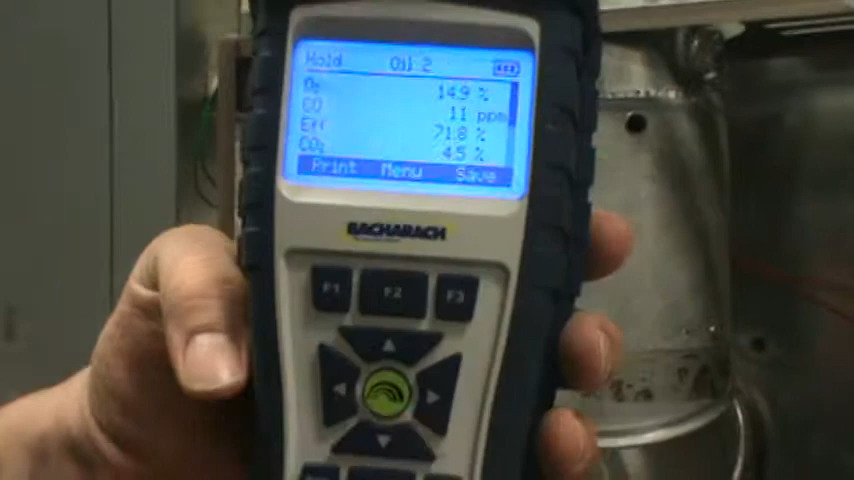 Hold Oil 2
O₂ 14.9 %
CO 11 ppm
Eff 71.8 %
CO₂ 4.5 %
Print Menu Save
BACHARACH
F1 F2 F3